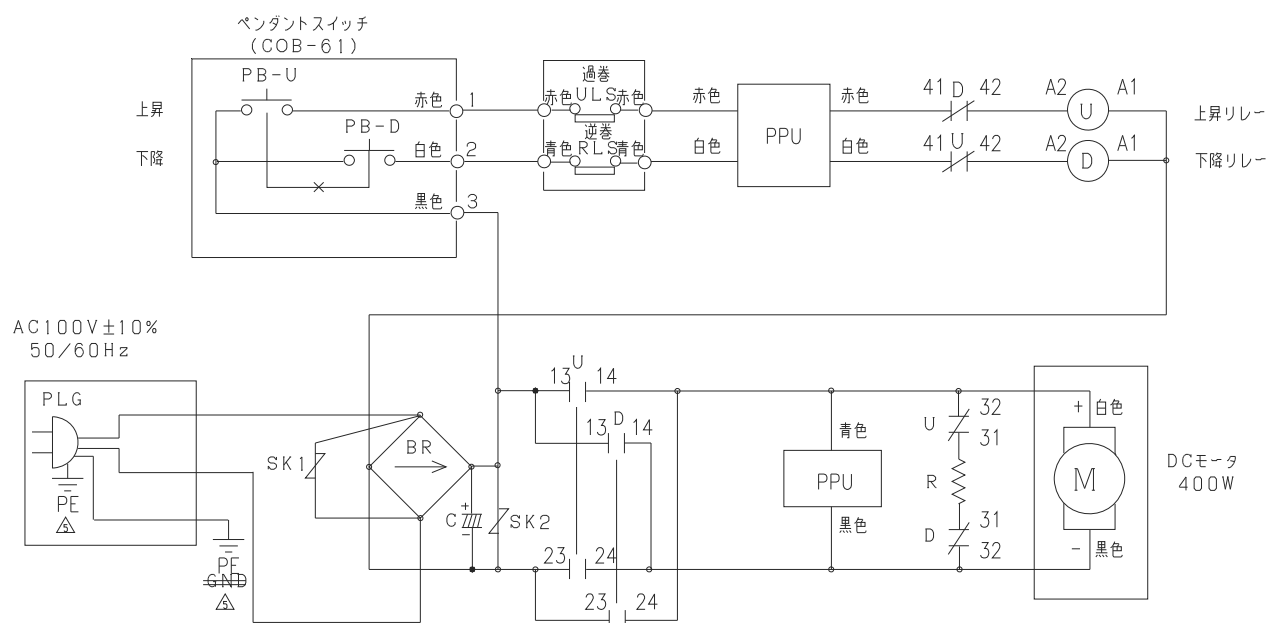 ペンダントスイッチ
(COB-61)
PB-U
上昇
赤色 1
PB-D
下降
白色 2
黒色 3
過巻
赤色 ULS 赤色
逆巻
青色 RLS 青色
赤色
白色
PPU
赤色
白色
41 D 42
41 U 42
A2 U A1
A2 D A1
上昇リレー
下降リレー
AC100V±10%
50/60Hz
PLG
PE
5
PE
GND
5
SK1
BR
C
+
-
SK2
U
13 14
D
13 14
23 24
23 24
青色
PPU
黒色
U 32
31
R
D 31
32
+ 白色
M
- 黒色
DCモータ
400W